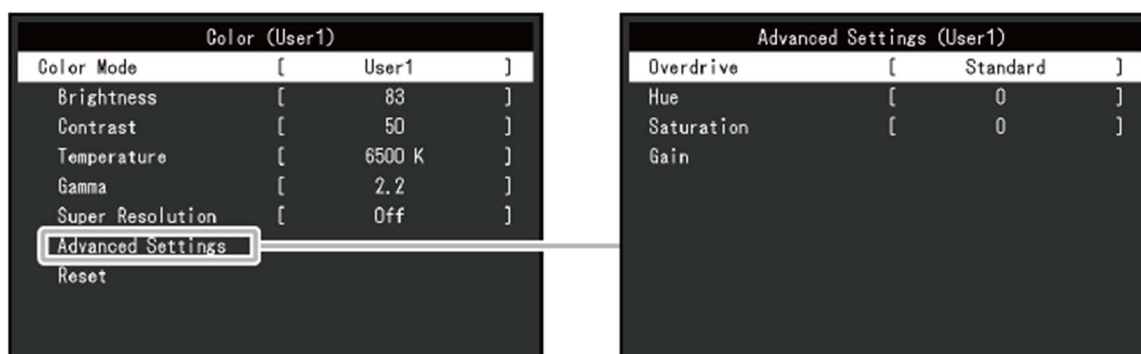 Color (User1)
Color Mode [ User1 ]
Brightness [ 83 ]
Contrast [ 50 ]
Temperature [ 6500 K ]
Gamma [ 2.2 ]
Super Resolution [ Off ]
Advanced Settings
Reset
Advanced Settings (User1)
Overdrive [ Standard ]
Hue [ 0 ]
Saturation [ 0 ]
Gain